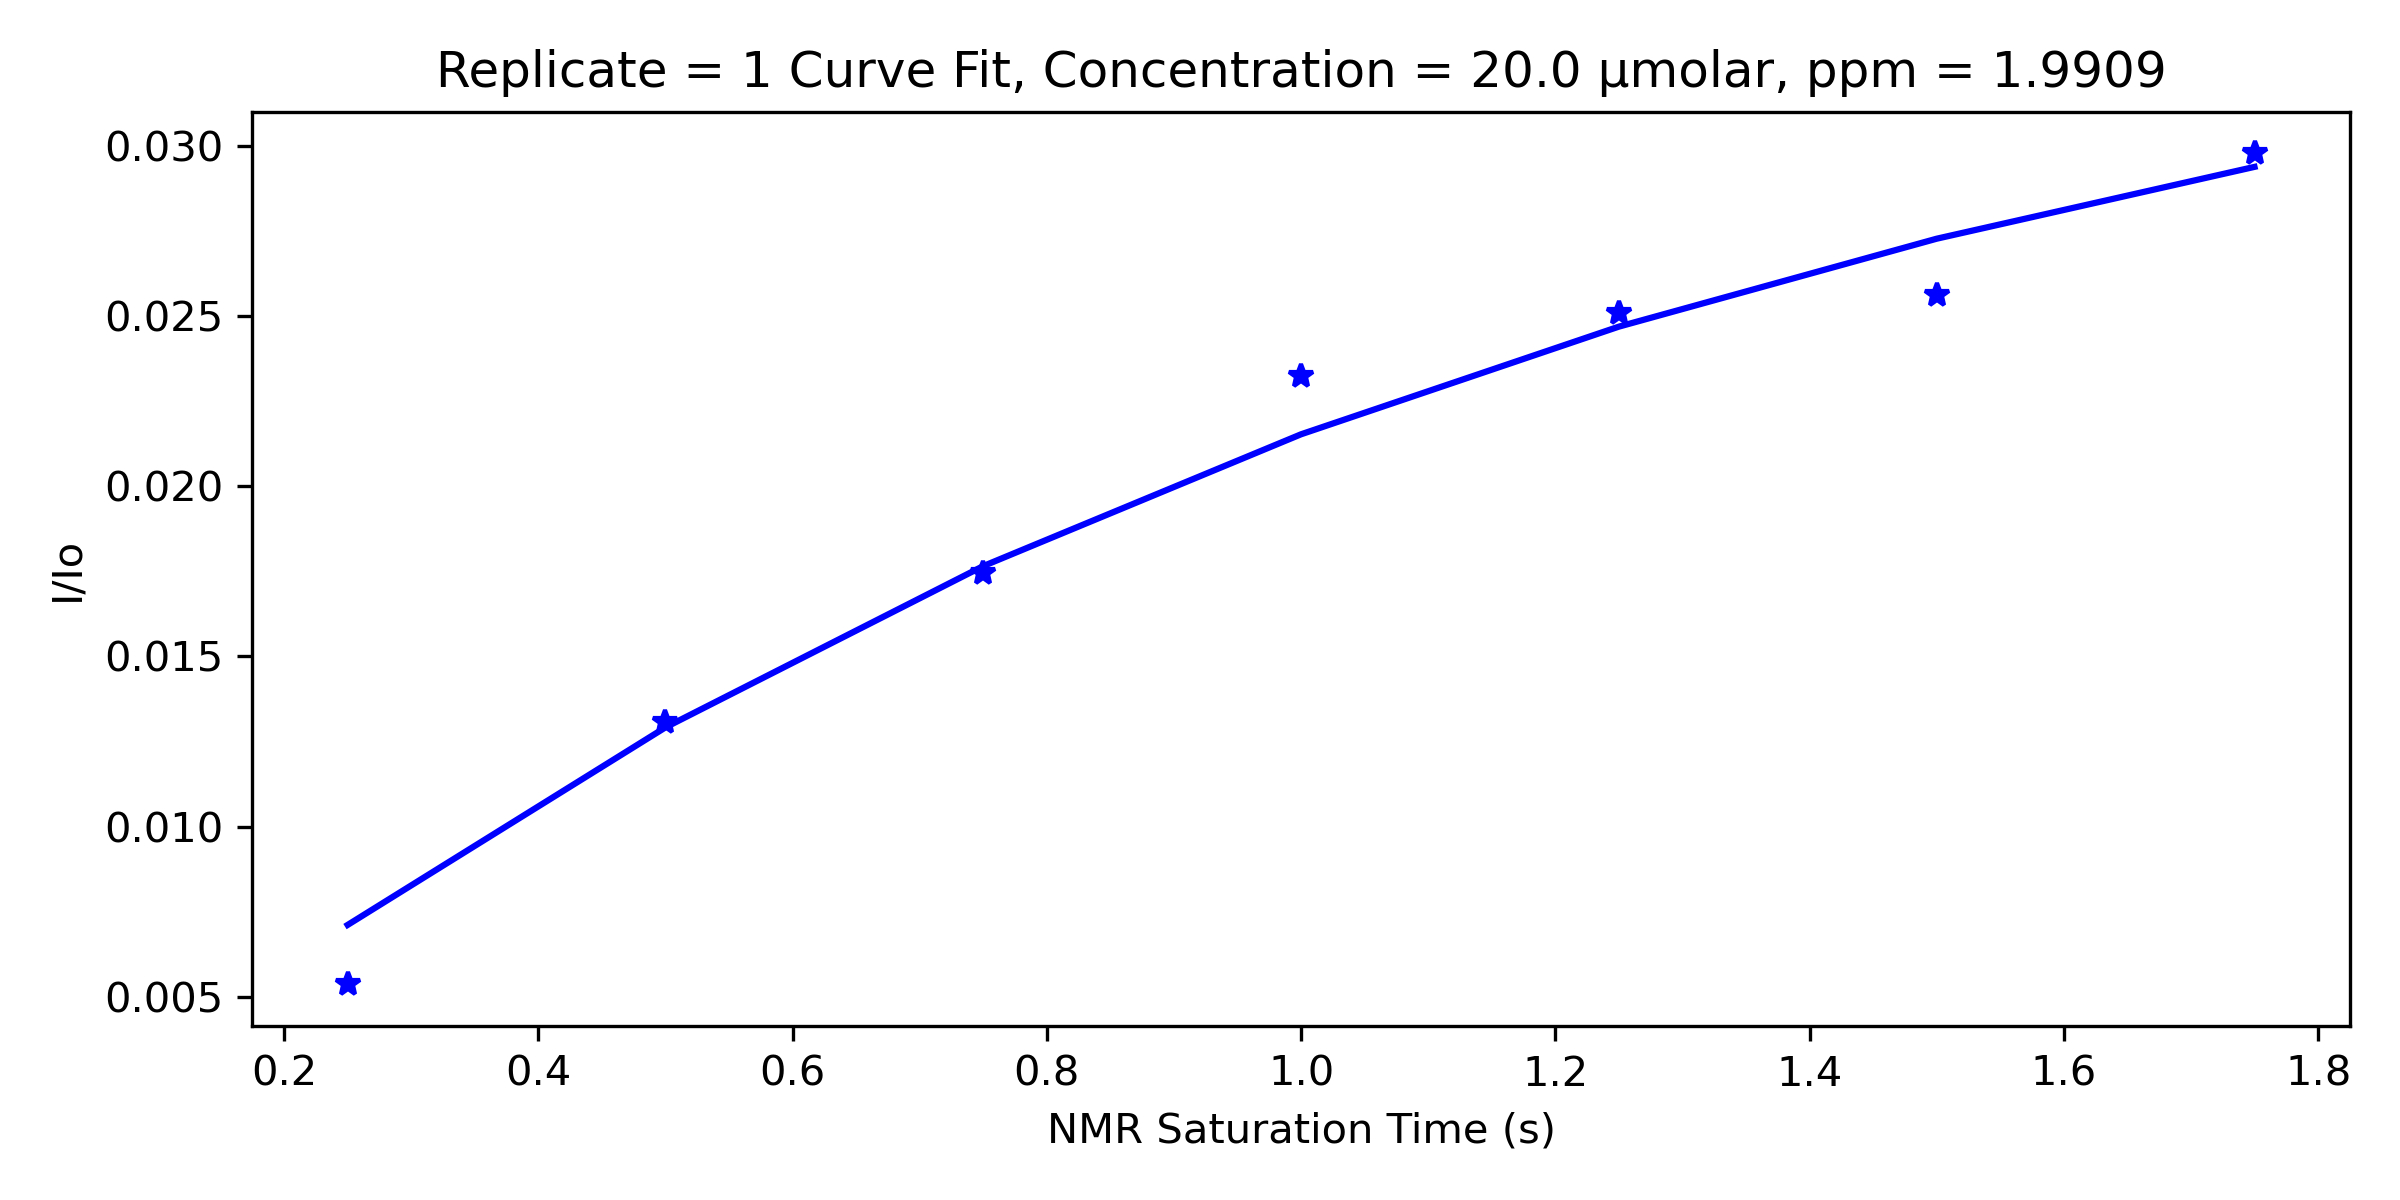 Replicate = 1 Curve Fit, Concentration = 20.0 μmolar, ppm = 1.9909
0.030
0.025
0.020
0.015
0.010
0.005
I/Io
0.2 0.4 0.6 0.8 1.0 1.2 1.4 1.6 1.8
NMR Saturation Time (s)